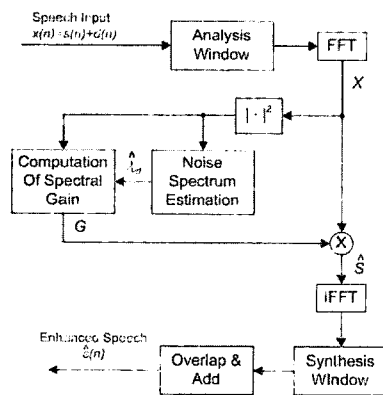 Speech Input
x(n)=s(n)+d(n)
Analysis
Window
FFT
X
| · |²
Computation
Of Spectral
Gain
Noise
Spectrum
Estimation
G
X
Ŝ
IFFT
Enhanced Speech
ŝ(n)
Overlap &
Add
Synthesis
Window